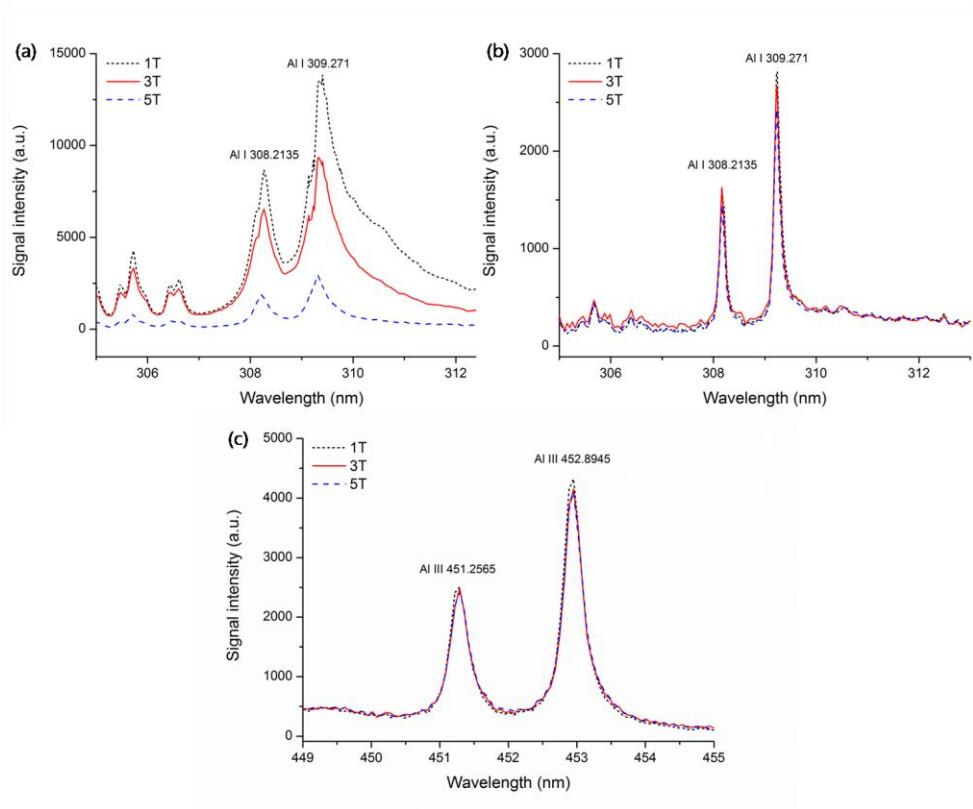 (a)
15000
10000
5000
0
Signal intensity (a.u.)
1T
3T
5T
Al I 309.271
Al I 308.2135
306
308
310
312
Wavelength (nm)
(b)
3000
2000
1000
0
Signal intensity (a.u.)
1T
3T
5T
Al I 309.271
Al I 308.2135
306
308
310
312
Wavelength (nm)
(c)
5000
4000
3000
2000
1000
0
Signal intensity (a.u.)
1T
3T
5T
Al III 452.8945
Al III 451.2565
449
450
451
452
453
454
455
Wavelength (nm)